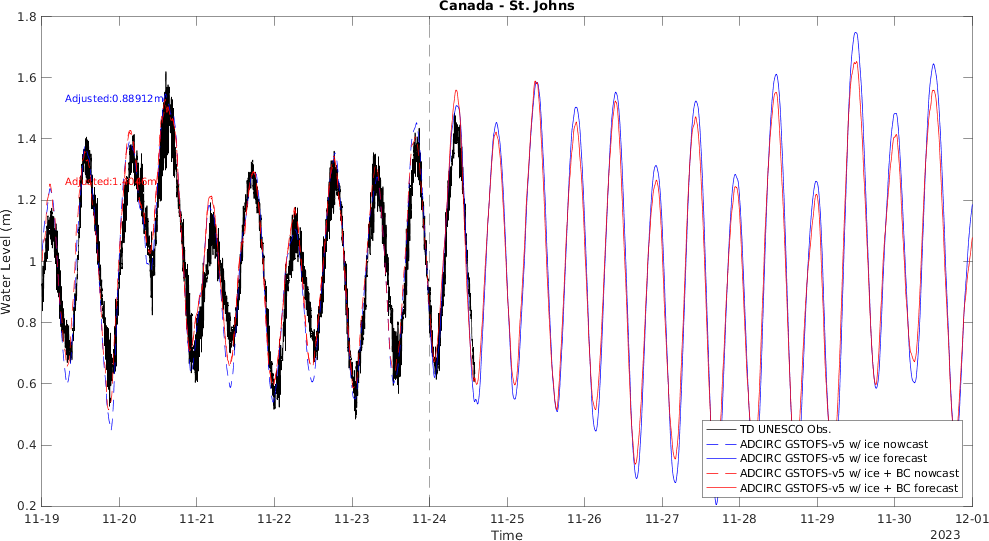 Canada - St. Johns
1.8
1.6
1.4
1.2
1
0.8
0.6
0.4
0.2
Water Level (m)
Adjusted:0.88912m
TD UNESCO Obs.
ADCIRC GSTOFS-v5 w/ ice nowcast
ADCIRC GSTOFS-v5 w/ ice forecast
ADCIRC GSTOFS-v5 w/ ice + BC nowcast
ADCIRC GSTOFS-v5 w/ ice + BC forecast
11-19 11-20 11-21 11-22 11-23 11-24 11-25 11-26 11-27 11-28 11-29 11-30 12-01
Time
2023